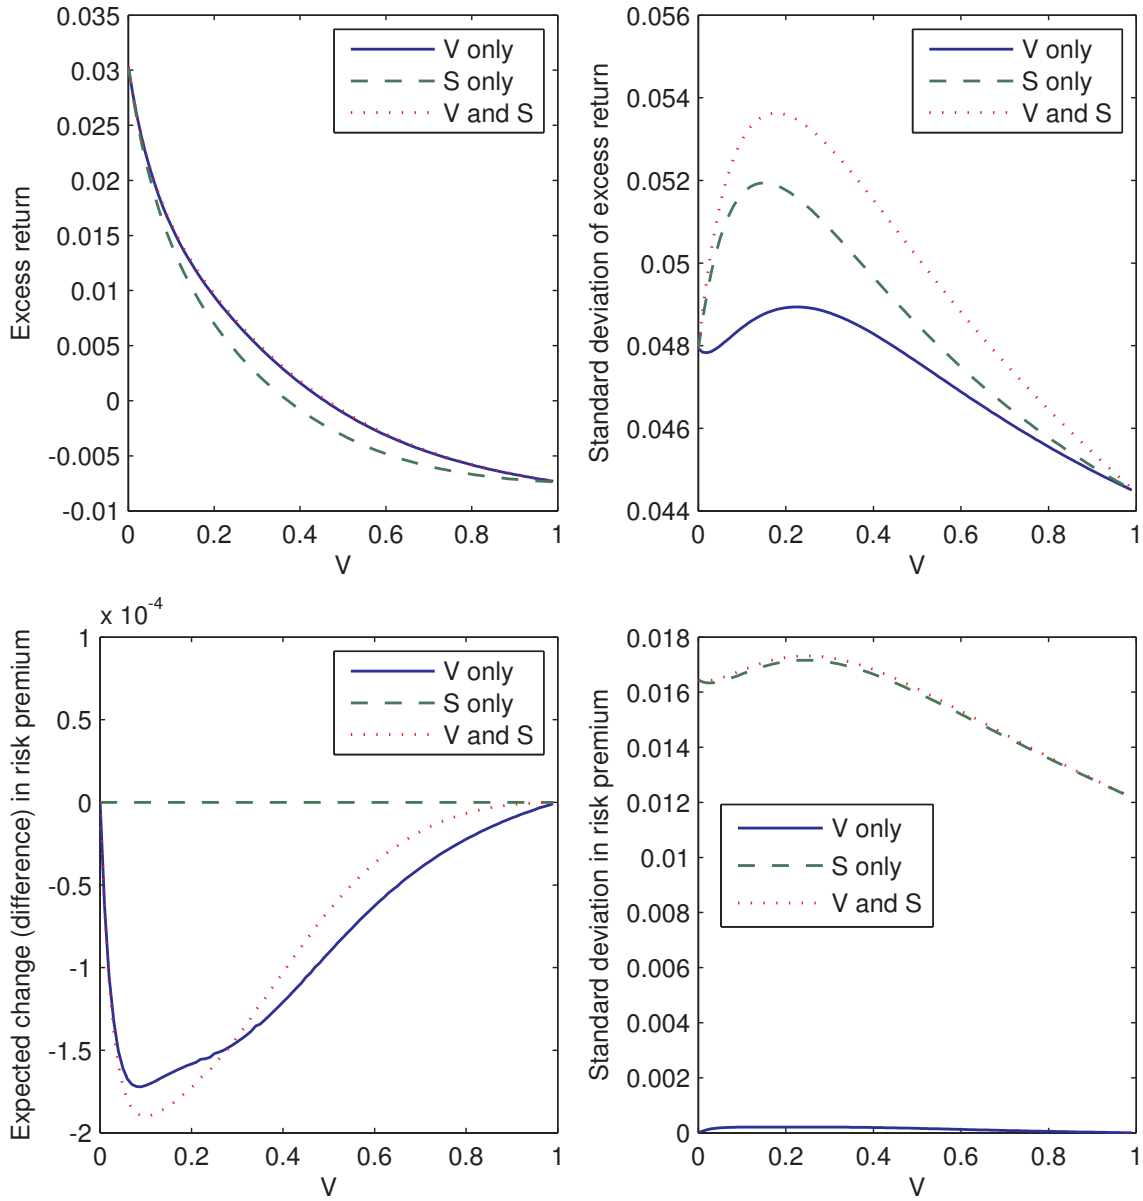 0.035
0.03
0.025
0.02
0.015
0.01
0.005
0
-0.005
-0.01
0 0.2 0.4 0.6 0.8 1
V
Excess return
V only
S only
V and S
0.056
0.054
0.052
0.05
0.048
0.046
0.044
0 0.2 0.4 0.6 0.8 1
V
Standard deviation of excess return
V only
S only
V and S
x 10-4
1
0.5
0
-0.5
-1
-1.5
-2
0 0.2 0.4 0.6 0.8 1
V
Expected change (difference) in risk premium
V only
S only
V and S
0.018
0.016
0.014
0.012
0.01
0.008
0.006
0.004
0.002
0
0 0.2 0.4 0.6 0.8 1
V
Standard deviation in risk premium
V only
S only
V and S